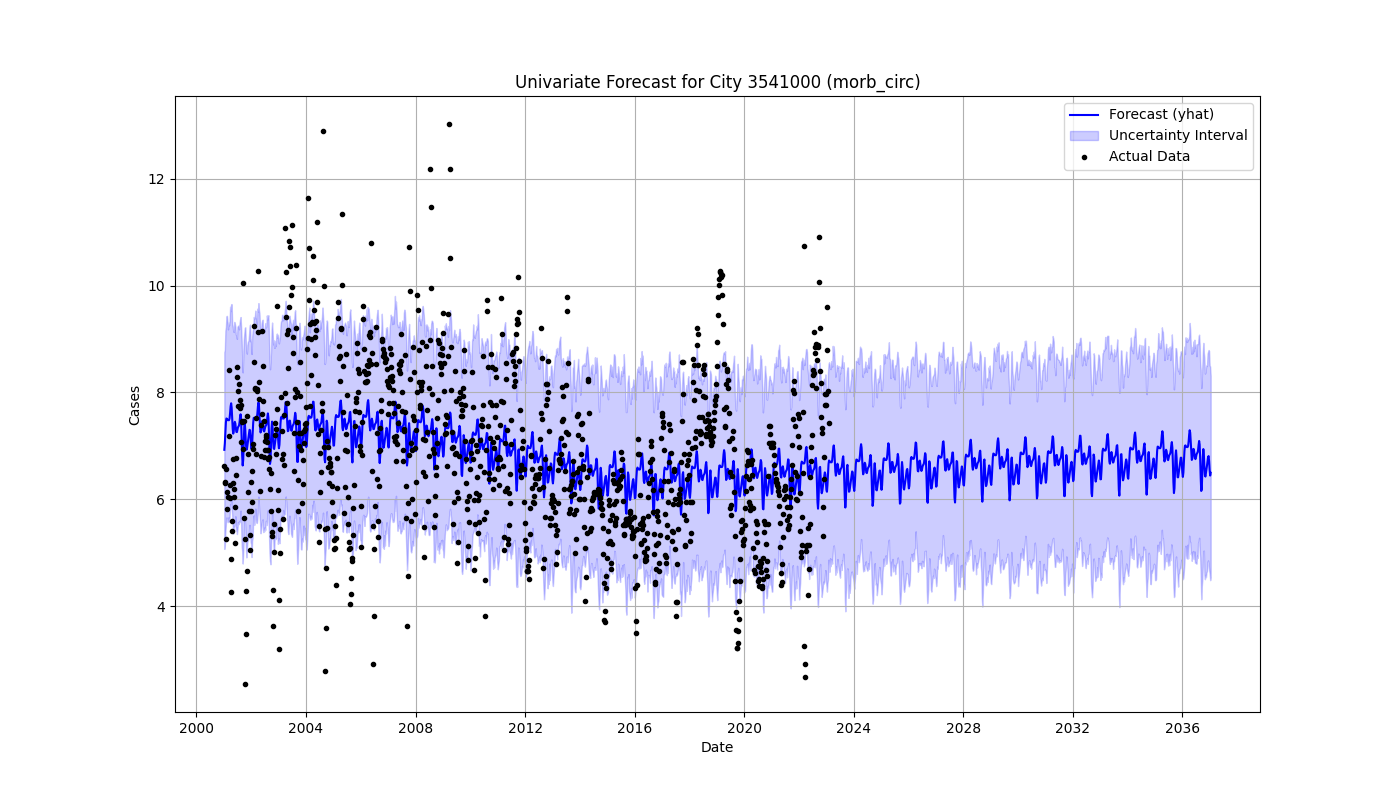 Univariate Forecast for City 3541000 (morb_circ)
Forecast (yhat)
Uncertainty Interval
Actual Data
Cases
12
10
8
6
4
2000 2004 2008 2012 2016 2020 2024 2028 2032 2036
Date